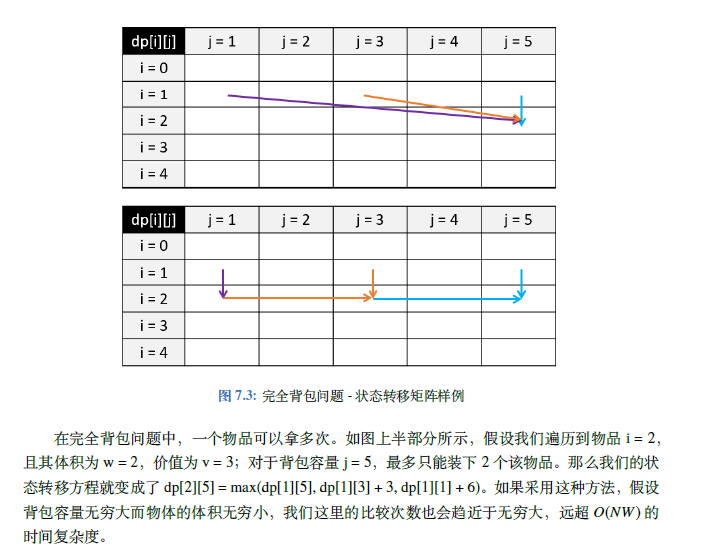 dp[i][j] j = 1 j = 2 j = 3 j = 4 j = 5
i = 0
i = 1
i = 2
i = 3
i = 4
dp[i][j] j = 1 j = 2 j = 3 j = 4 j = 5
i = 0
i = 1
i = 2
i = 3
i = 4
图 7.3: 完全背包问题 - 状态转移矩阵样例
在完全背包问题中，一个物品可以拿多次。如图上半部分所示，假设我们遍历到物品 i = 2，
且其体积为 w = 2，价值为 v = 3；对于背包容量 j = 5，最多只能装下 2 个该物品。那么我们的状
态转移方程就变成了 dp[2][5] = max(dp[1][5], dp[1][3] + 3, dp[1][1] + 6)。如果采用这种方法，假设
背包容量无穷大而物体的体积无穷小，我们这里的比较次数也会趋近于无穷大，远超 O(NW) 的
时间复杂度。